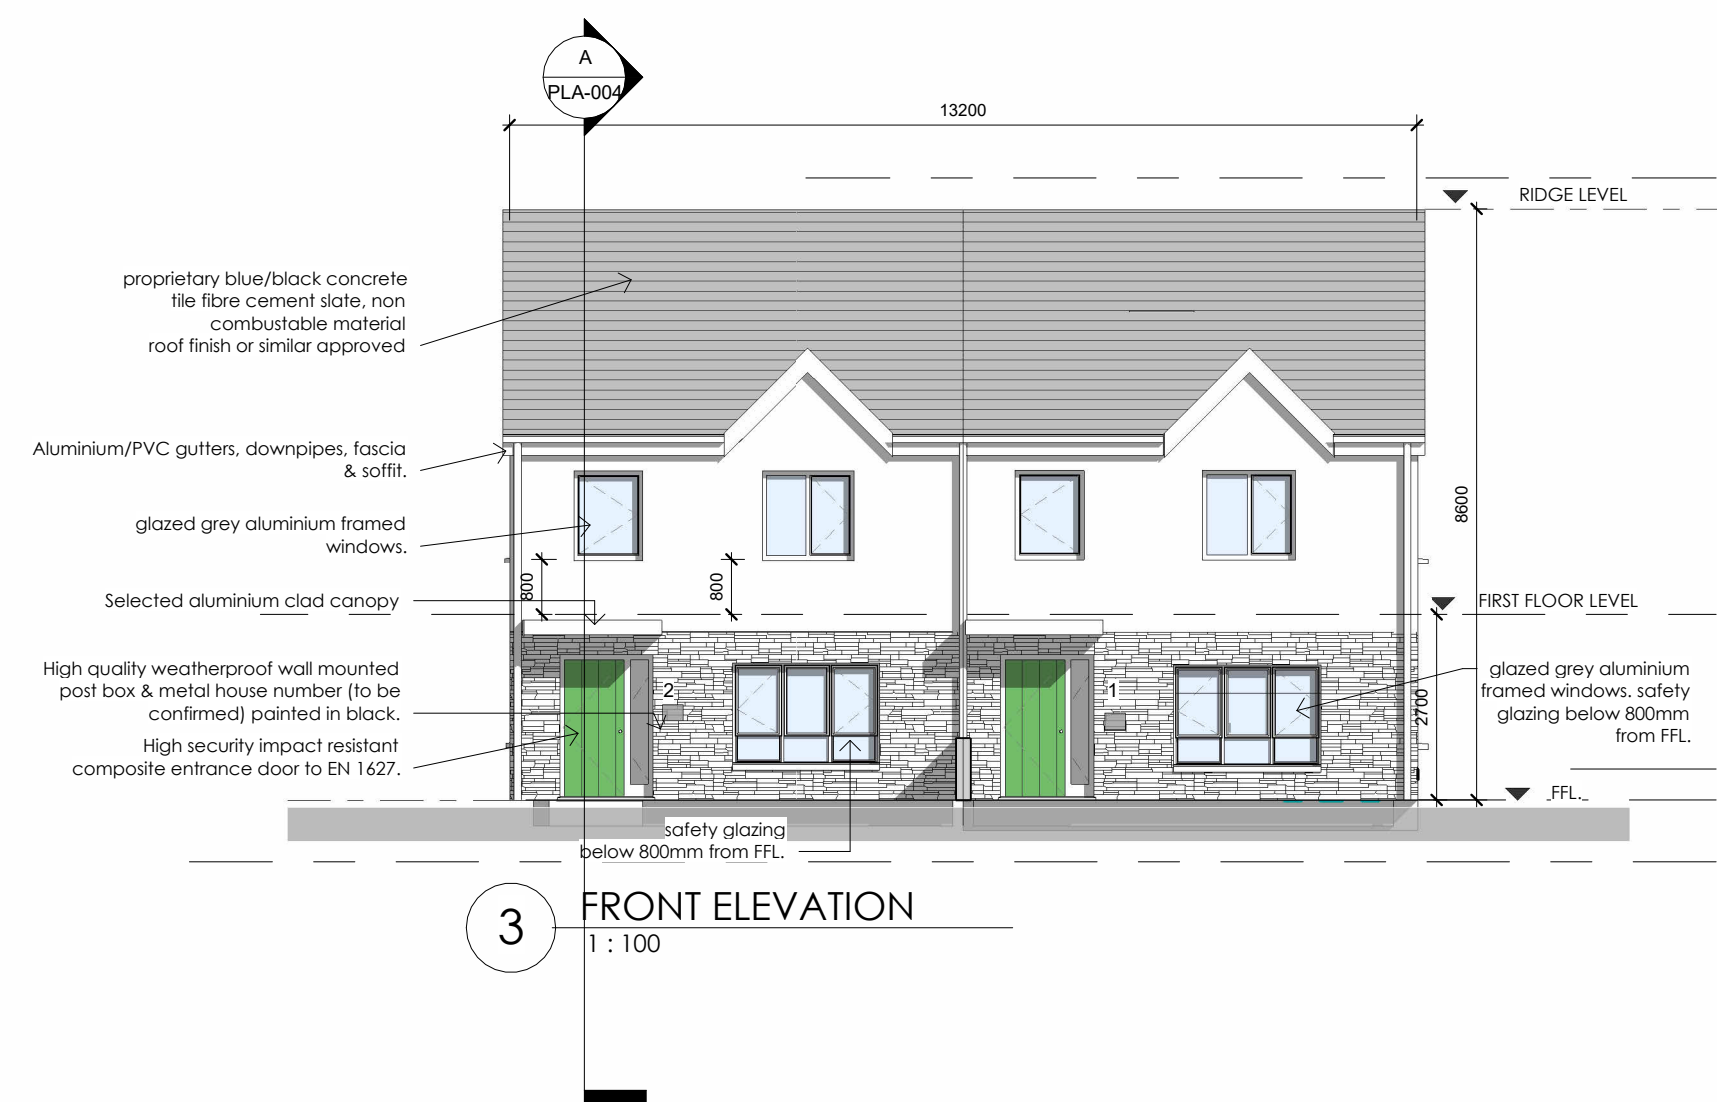 A
PLA-004
13200
RIDGE LEVEL
proprietary blue/black concrete
tile fibre cement slate, non
combustable material
roof finish or similar approved
Aluminium/PVC gutters, downpipes, fascia
& soffit.
glazed grey aluminium framed
windows.
8600
800
800
Selected aluminium clad canopy
FIRST FLOOR LEVEL
High quality weatherproof wall mounted
post box & metal house number (to be
confirmed) painted in black.
2
1
glazed grey aluminium
framed windows. safety
glazing below 800mm
from FFL.
2700
High security impact resistant
composite entrance door to EN 1627.
FFL.
safety glazing
below 800mm from FFL.
3
FRONT ELEVATION
1 : 100